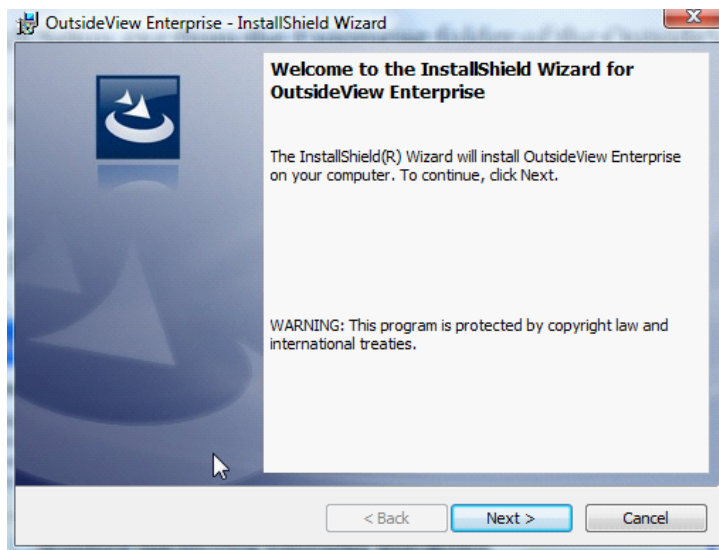 OutsideView Enterprise - InstallShield Wizard
Welcome to the InstallShield Wizard for
OutsideView Enterprise
The InstallShield(R) Wizard will install OutsideView Enterprise
on your computer. To continue, click Next.
WARNING: This program is protected by copyright law and
international treaties.
< Back
Next >
Cancel